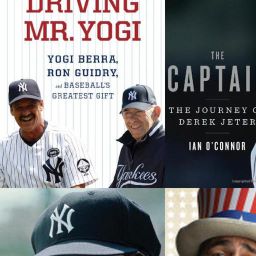 DRIVING
MR. YOGI
YOGI BERRA,
RON GUIDRY,
AND BASEBALL'S
GREATEST GIFT
Yankees
THE
CAPTAI
THE JOURNEY O
DEREK JETER
IAN O'CONNOR